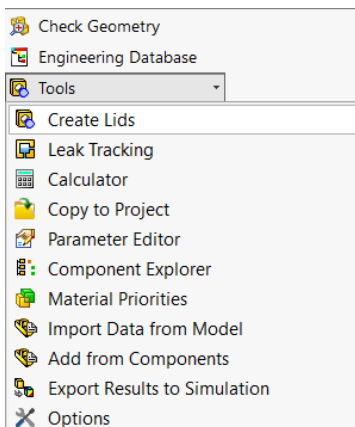 Check Geometry
Engineering Database
Tools
Create Lids
Leak Tracking
Calculator
Copy to Project
Parameter Editor
Component Explorer
Material Priorities
Import Data from Model
Add from Components
Export Results to Simulation
Options